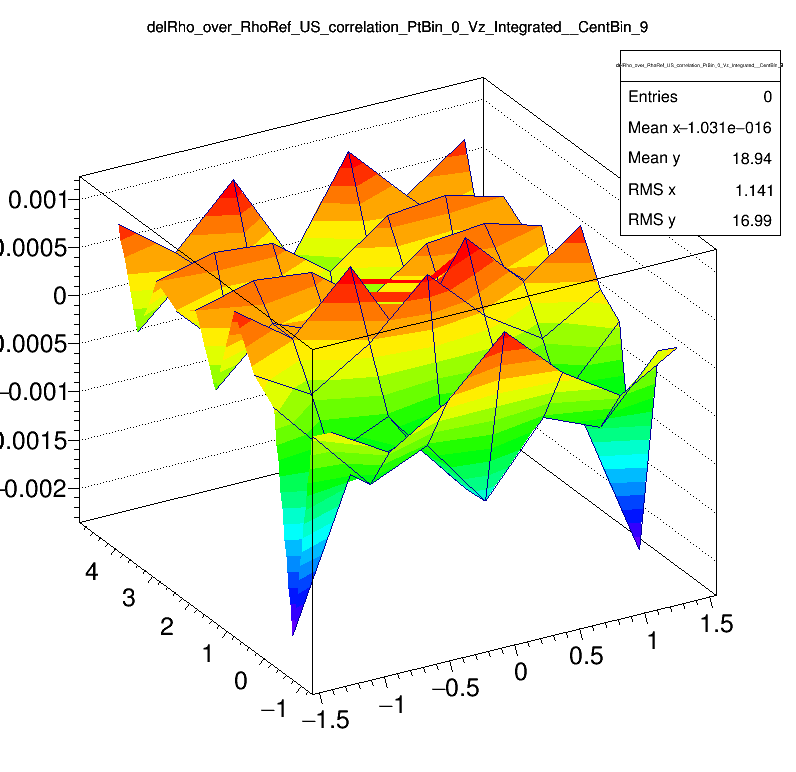 delRho_over_RhoRef_US_correlation_PtBin_0_Vz_Integrated__CentBin_9
delRho_over_RhoRef_US_correlation_PtBin_0_Vz_Integrated__CentBin_9
Entries 0
Mean x −1.031e−016
Mean y 18.94
RMS x 1.141
RMS y 16.99
0.001
0.0005
0
0.0005
−0.001
0.0015
−0.002
4
3
2
1
0
−1
−1.5
−1
−0.5
0
0.5
1
1.5